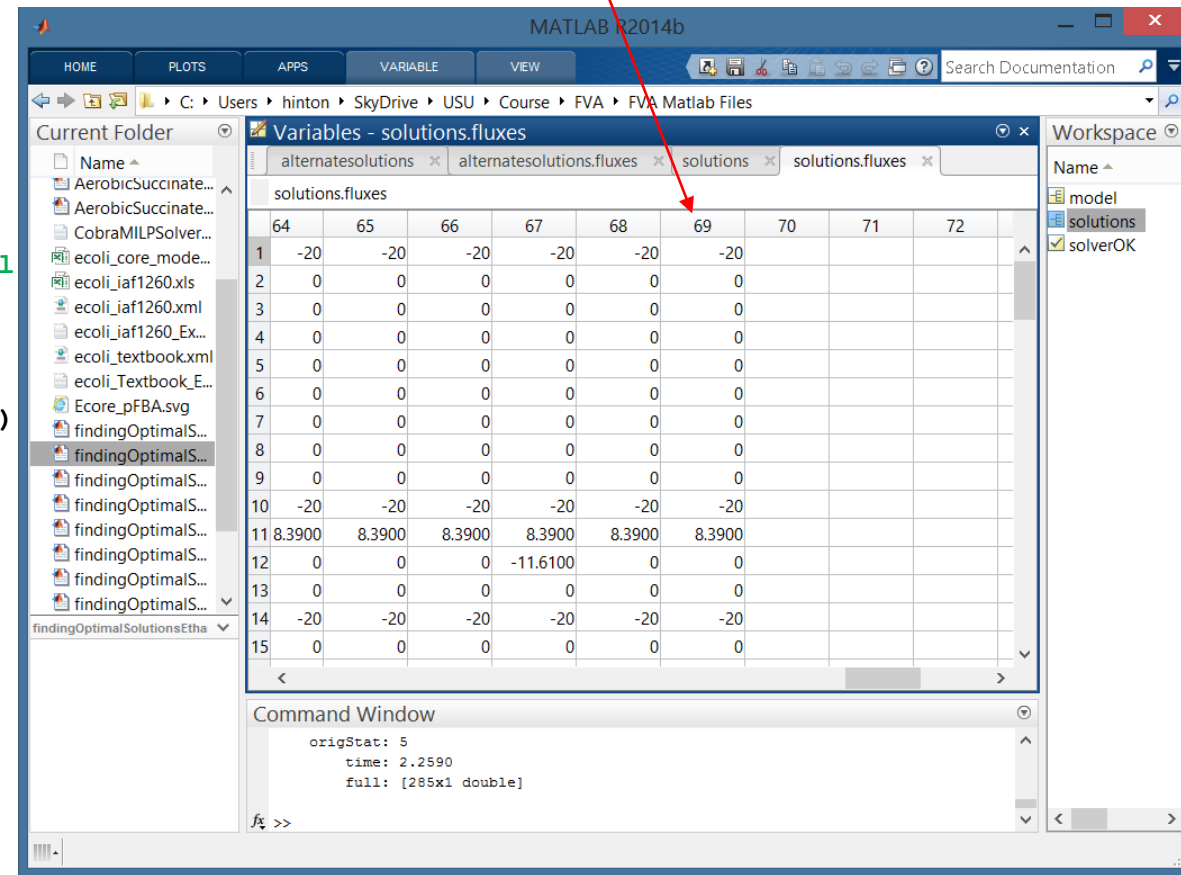 MATLAB R2014b
HOME PLOTS APPS VARIABLE VIEW Search Documentation
C: Users hinton SkyDrive USU Course FVA FVA Matlab Files
Current Folder
Name
AerobicSuccinate...
AerobicSuccinate...
CobraMILPSolver...
ecoli_core_mode...
ecoli_iaf1260.xls
ecoli_iaf1260.xml
ecoli_iaf1260_Ex...
ecoli_textbook.xml
ecoli_Textbook_E...
Ecore_pFBA.svg
findingOptimalS...
findingOptimalS...
findingOptimalS...
findingOptimalS...
findingOptimalS...
findingOptimalS...
findingOptimalS...
findingOptimalS...
findingOptimalSolutionsEtha
1
)
Variables - solutions.fluxes
alternatesolutions alternatesolutions.fluxes solutions solutions.fluxes
solutions.fluxes
64 65 66 67 68 69 70 71 72
1 -20 -20 -20 -20 -20 -20
2 0 0 0 0 0 0
3 0 0 0 0 0 0
4 0 0 0 0 0 0
5 0 0 0 0 0 0
6 0 0 0 0 0 0
7 0 0 0 0 0 0
8 0 0 0 0 0 0
9 0 0 0 0 0 0
10 -20 -20 -20 -20 -20 -20
11 8.3900 8.3900 8.3900 8.3900 8.3900 8.3900
12 0 0 0 -11.6100 0 0
13 0 0 0 0 0 0
14 -20 -20 -20 -20 -20 -20
15 0 0 0 0 0 0
Command Window
origStat: 5
time: 2.2590
full: [285x1 double]
fx >>
Workspace
Name
model
solutions
solverOK